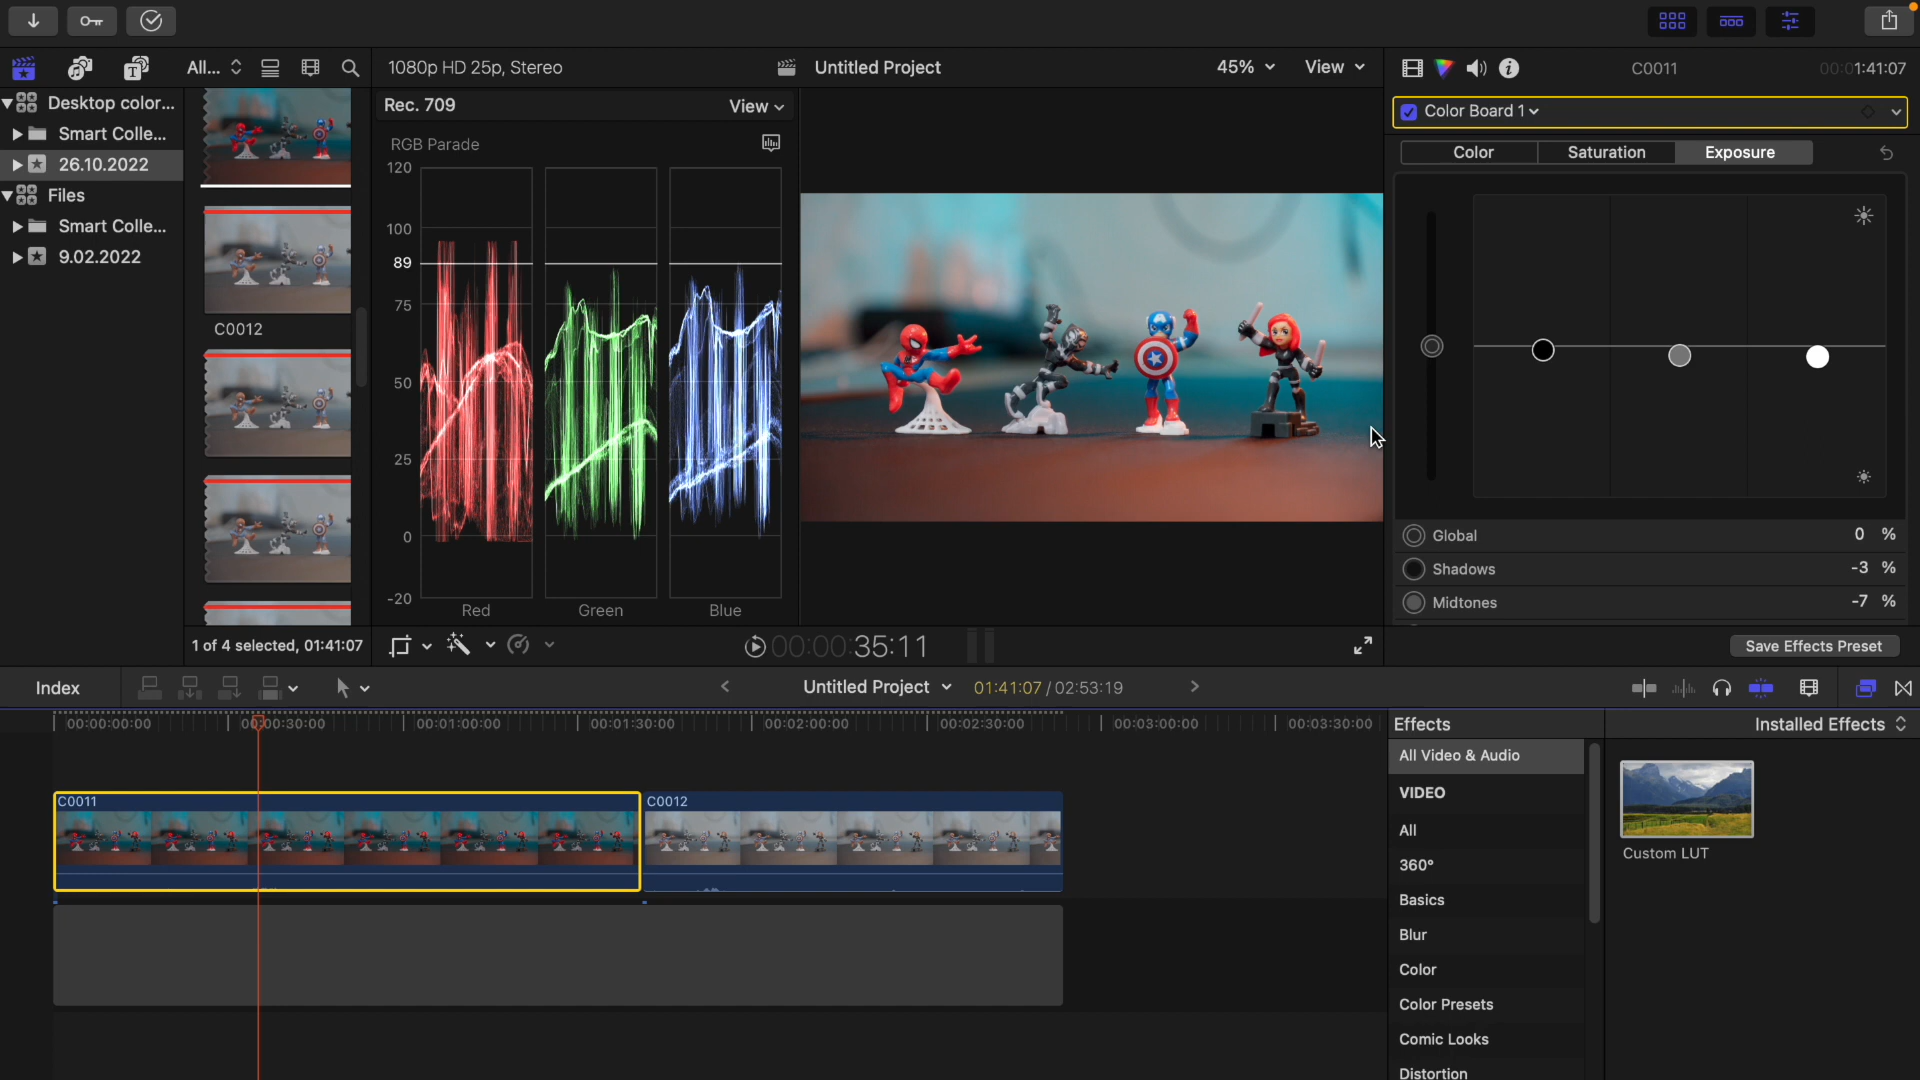 All...
1080p HD 25p, Stereo
Untitled Project
45%
View
C0011
00:01:41:07
Desktop color...
Smart Colle...
26.10.2022
Files
Smart Colle...
9.02.2022
C0012
1 of 4 selected, 01:41:07
Rec. 709
View
RGB Parade
120
100
89
75
50
25
0
-20
Red
Green
Blue
00:00:00:35:11
Color Board 1
Color
Saturation
Exposure
Global
0 %
Shadows
-3 %
Midtones
-7 %
Save Effects Preset
Index
Untitled Project
01:41:07 / 02:53:19
00:00:00:00
00:00:30:00
00:01:00:00
00:01:30:00
00:02:00:00
00:02:30:00
00:03:00:00
00:03:30:00
C0011
C0012
Effects
Installed Effects
All Video & Audio
VIDEO
All
360°
Basics
Blur
Color
Color Presets
Comic Looks
Distortion
Custom LUT